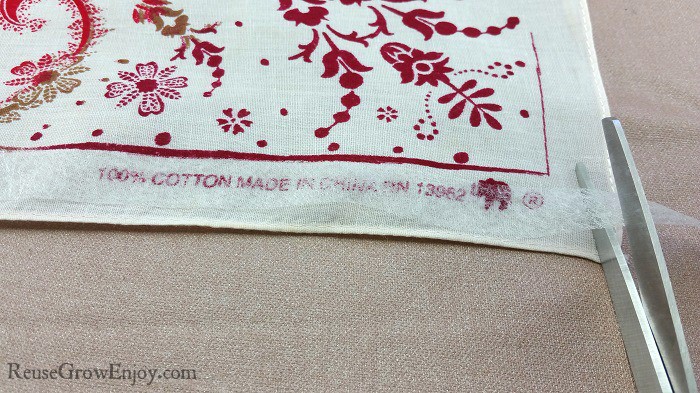 100% COTTON MADE IN CHINA RN 13962 ®
ReuseGrowEnjoy.com